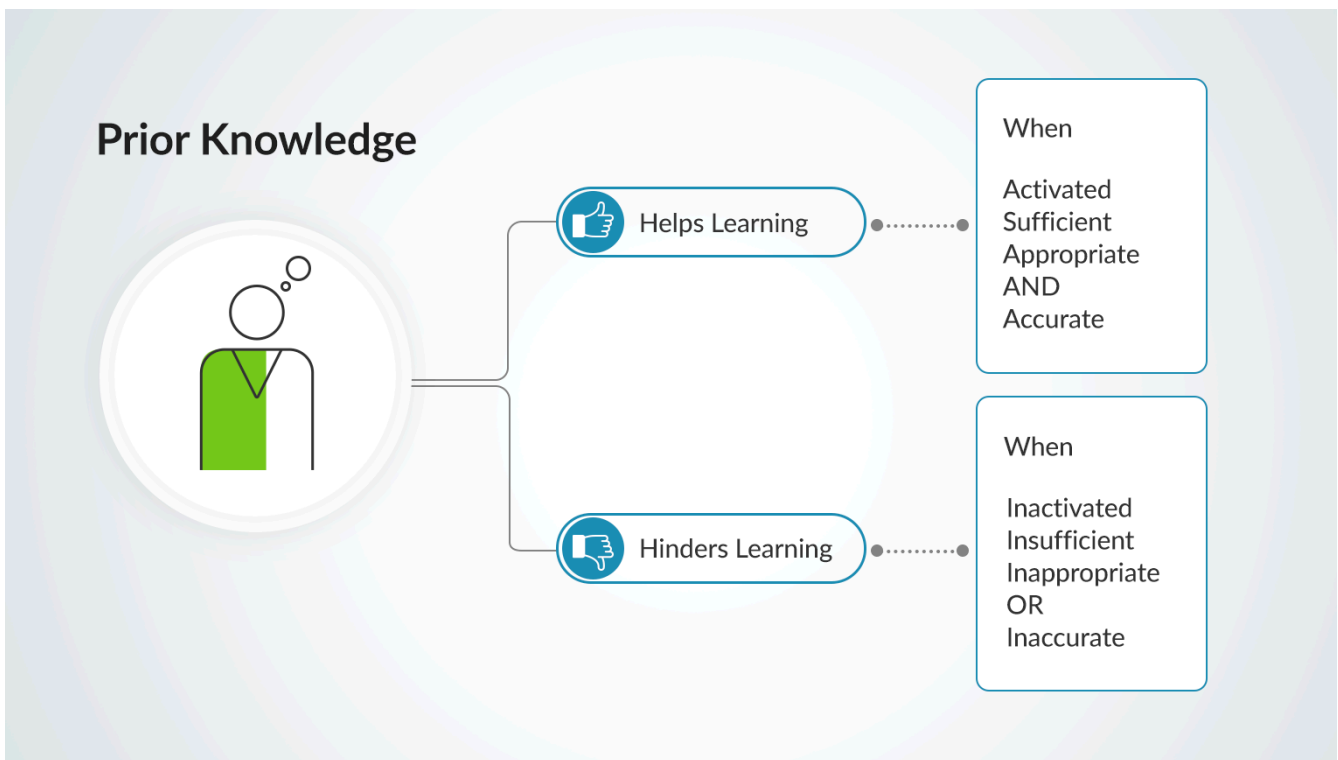 Prior Knowledge
Helps Learning
When
Activated
Sufficient
Appropriate
AND
Accurate
Hinders Learning
When
Inactivated
Insufficient
Inappropriate
OR
Inaccurate